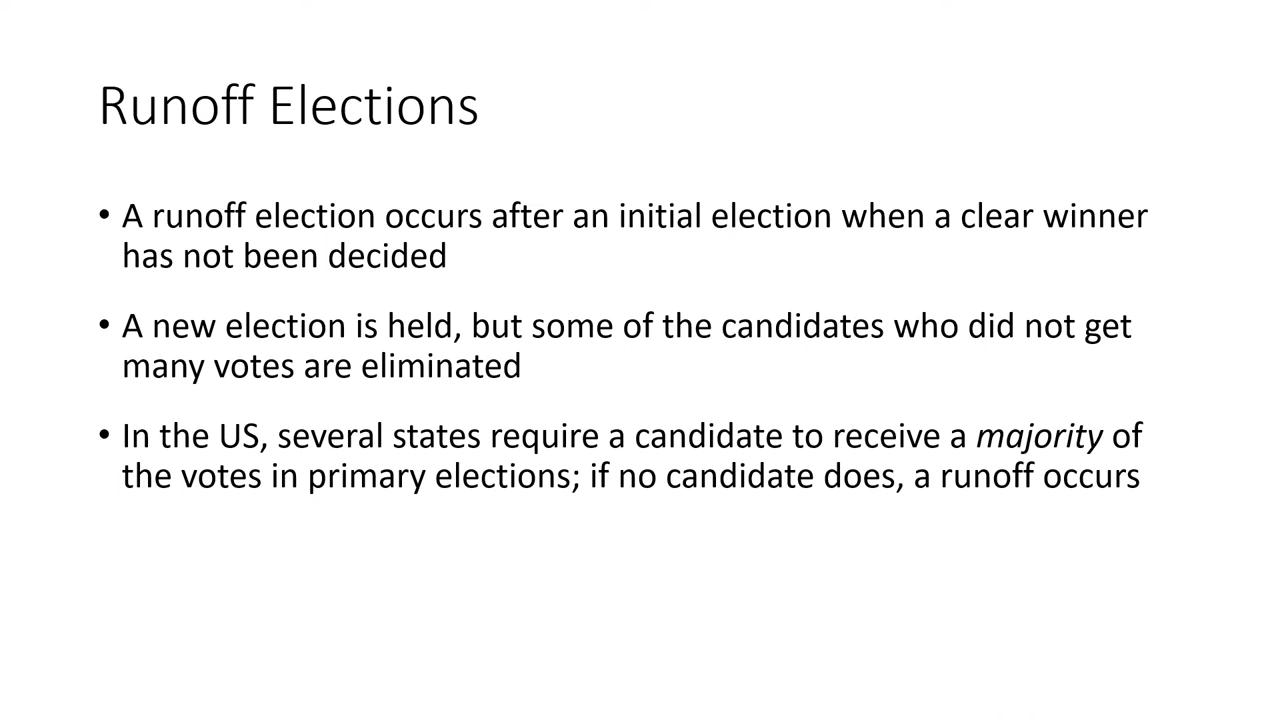 Runoff Elections
• A runoff election occurs after an initial election when a clear winner
has not been decided
• A new election is held, but some of the candidates who did not get
many votes are eliminated
• In the US, several states require a candidate to receive a majority of
the votes in primary elections; if no candidate does, a runoff occurs